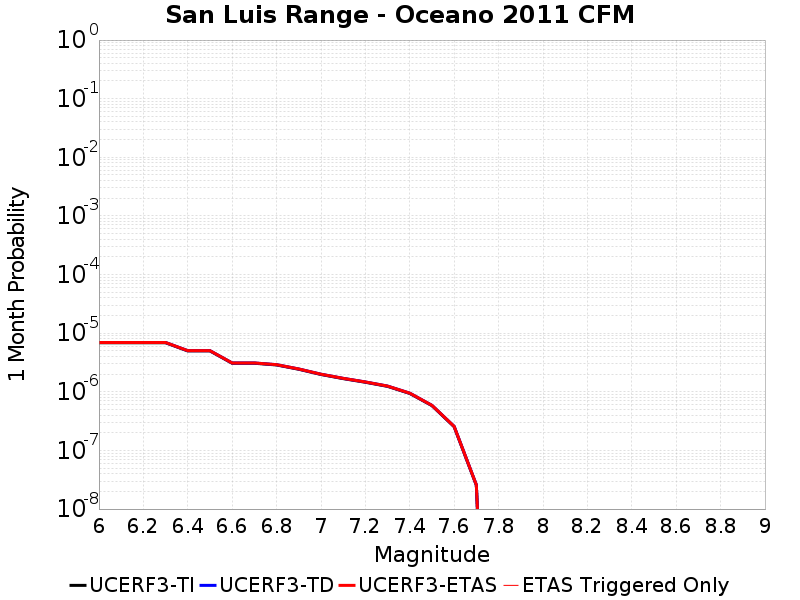 San Luis Range - Oceano 2011 CFM
1 Month Probability
10^0
10^-1
10^-2
10^-3
10^-4
10^-5
10^-6
10^-7
10^-8
6 6.2 6.4 6.6 6.8 7 7.2 7.4 7.6 7.8 8 8.2 8.4 8.6 8.8 9
Magnitude
UCERF3-TI UCERF3-TD UCERF3-ETAS ETAS Triggered Only